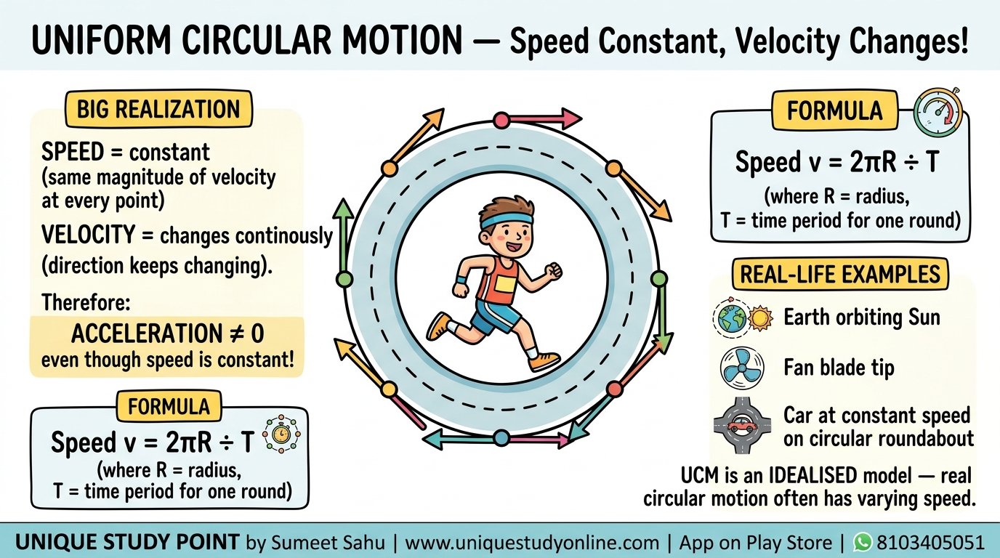 UNIFORM CIRCULAR MOTION — Speed Constant, Velocity Changes!
BIG REALIZATION
SPEED = constant
(same magnitude of velocity
at every point)
VELOCITY = changes continously
(direction keeps changing).
Therefore:
ACCELERATION ≠ 0
even though speed is constant!
FORMULA
Speed v = 2πR ÷ T
(where R = radius,
T = time period for one round)
FORMULA
Speed v = 2πR ÷ T
(where R = radius,
T = time period for one round)
REAL-LIFE EXAMPLES
Earth orbiting Sun
Fan blade tip
Car at constant speed
on circular roundabout
UCM is an IDEALISED model — real
circular motion often has varying speed.
UNIQUE STUDY POINT by Sumeet Sahu | www.uniquestudyonline.com | App on Play Store | 8103405051